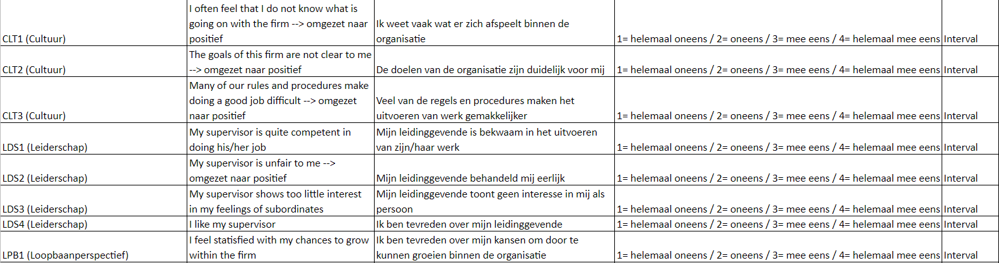 CLT1 (Cultuur)
I often feel that I do not know what is
going on with the firm --> omgezet naar
positief
Ik weet vaak wat er zich afspeelt binnen de
organisatie
1= helemaal oneens / 2= oneens / 3= mee eens / 4= helemaal mee eens
Interval
CLT2 (Cultuur)
The goals of this firm are not clear to me
--> omgezet naar positief
De doelen van de organisatie zijn duidelijk voor mij
1= helemaal oneens / 2= oneens / 3= mee eens / 4= helemaal mee eens
Interval
CLT3 (Cultuur)
Many of our rules and procedures make
doing a good job difficult --> omgezet
naar positief
Veel van de regels en procedures maken het
uitvoeren van werk gemakkelijker
1= helemaal oneens / 2= oneens / 3= mee eens / 4= helemaal mee eens
Interval
LDS1 (Leiderschap)
My supervisor is quite competent in
doing his/her job
Mijn leidinggevende is bekwaam in het uitvoeren
van zijn/haar werk
1= helemaal oneens / 2= oneens / 3= mee eens / 4= helemaal mee eens
Interval
LDS2 (Leiderschap)
My supervisor is unfair to me -->
omgezet naar positief
Mijn leidinggevende behandeld mij eerlijk
1= helemaal oneens / 2= oneens / 3= mee eens / 4= helemaal mee eens
Interval
LDS3 (Leiderschap)
My supervisor shows too little interest
in my feelings of subordinates
Mijn leidinggevende toont geen interesse in mij als
persoon
1= helemaal oneens / 2= oneens / 3= mee eens / 4= helemaal mee eens
Interval
LDS4 (Leiderschap)
I like my supervisor
Ik ben tevreden over mijn leidinggevende
1= helemaal oneens / 2= oneens / 3= mee eens / 4= helemaal mee eens
Interval
LPB1 (Loopbaanperspectief)
I feel statisfied with my chances to grow
within the firm
Ik ben tevreden over mijn kansen om door te
kunnen groeien binnen de organisatie
1= helemaal oneens / 2= oneens / 3= mee eens / 4= helemaal mee eens
Interval